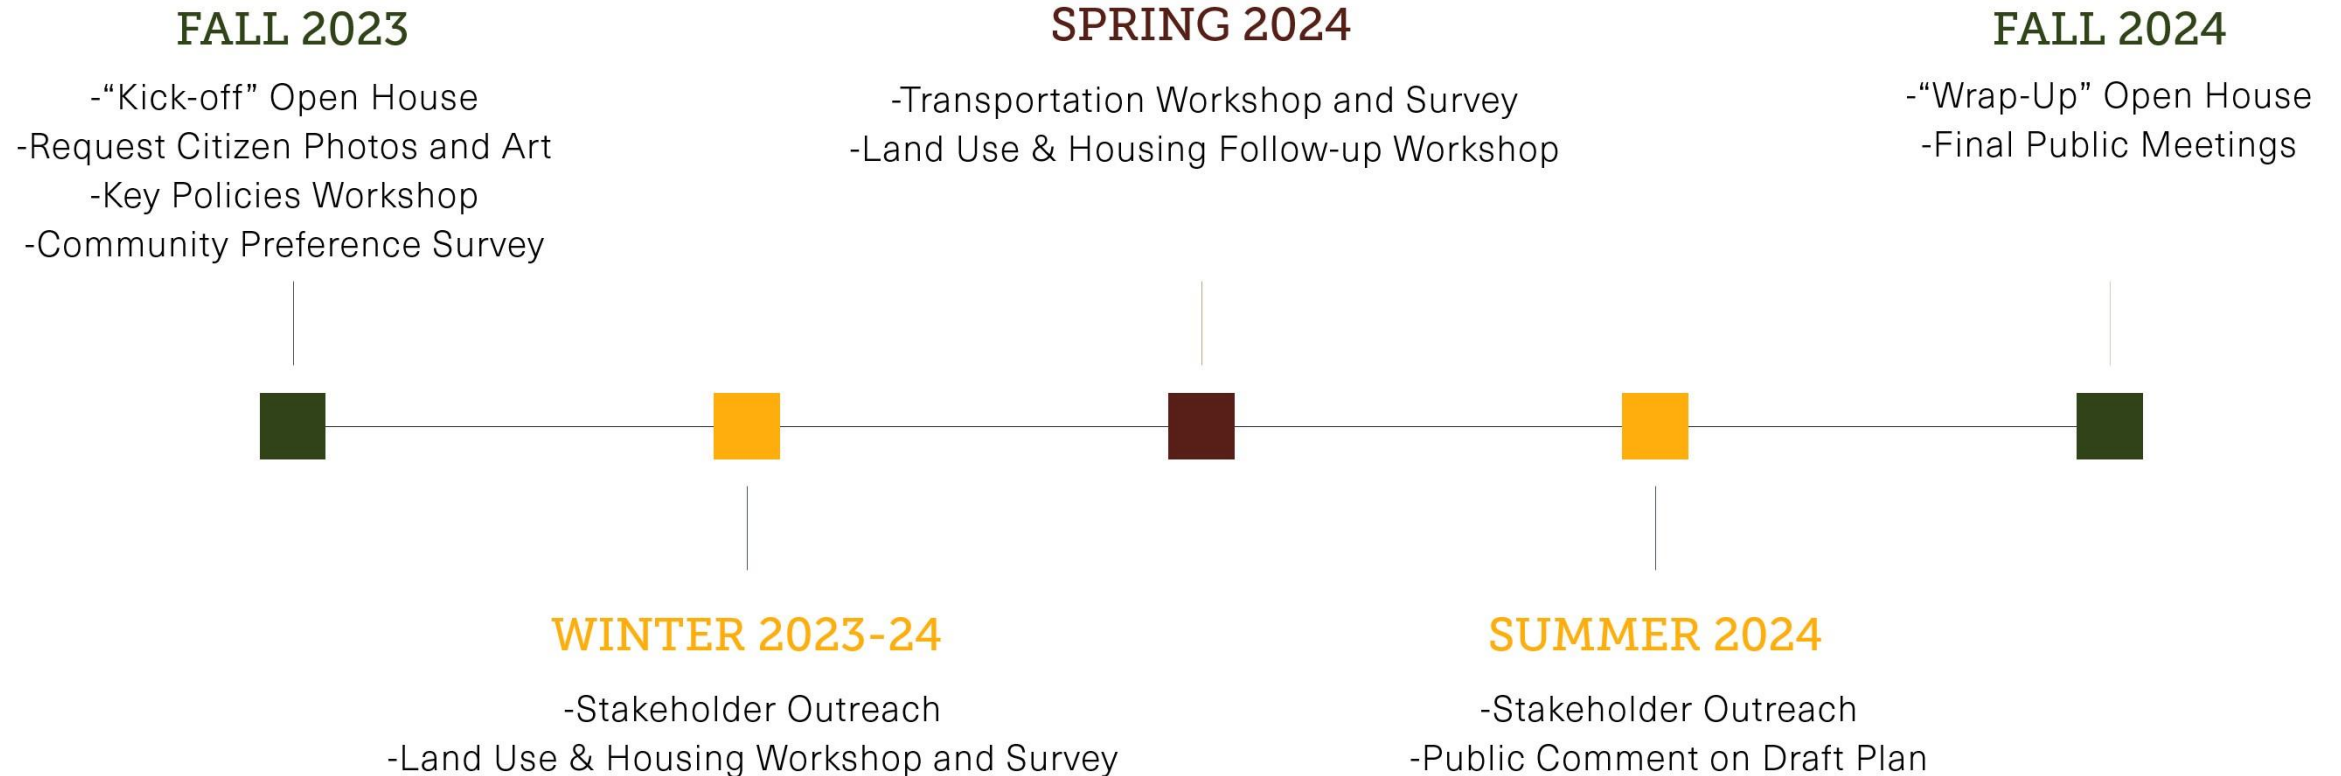 FALL 2023
-“Kick-off” Open House
-Request Citizen Photos and Art
-Key Policies Workshop
-Community Preference Survey
SPRING 2024
-Transportation Workshop and Survey
-Land Use & Housing Follow-up Workshop
FALL 2024
-“Wrap-Up” Open House
-Final Public Meetings
WINTER 2023-24
-Stakeholder Outreach
-Land Use & Housing Workshop and Survey
SUMMER 2024
-Stakeholder Outreach
-Public Comment on Draft Plan